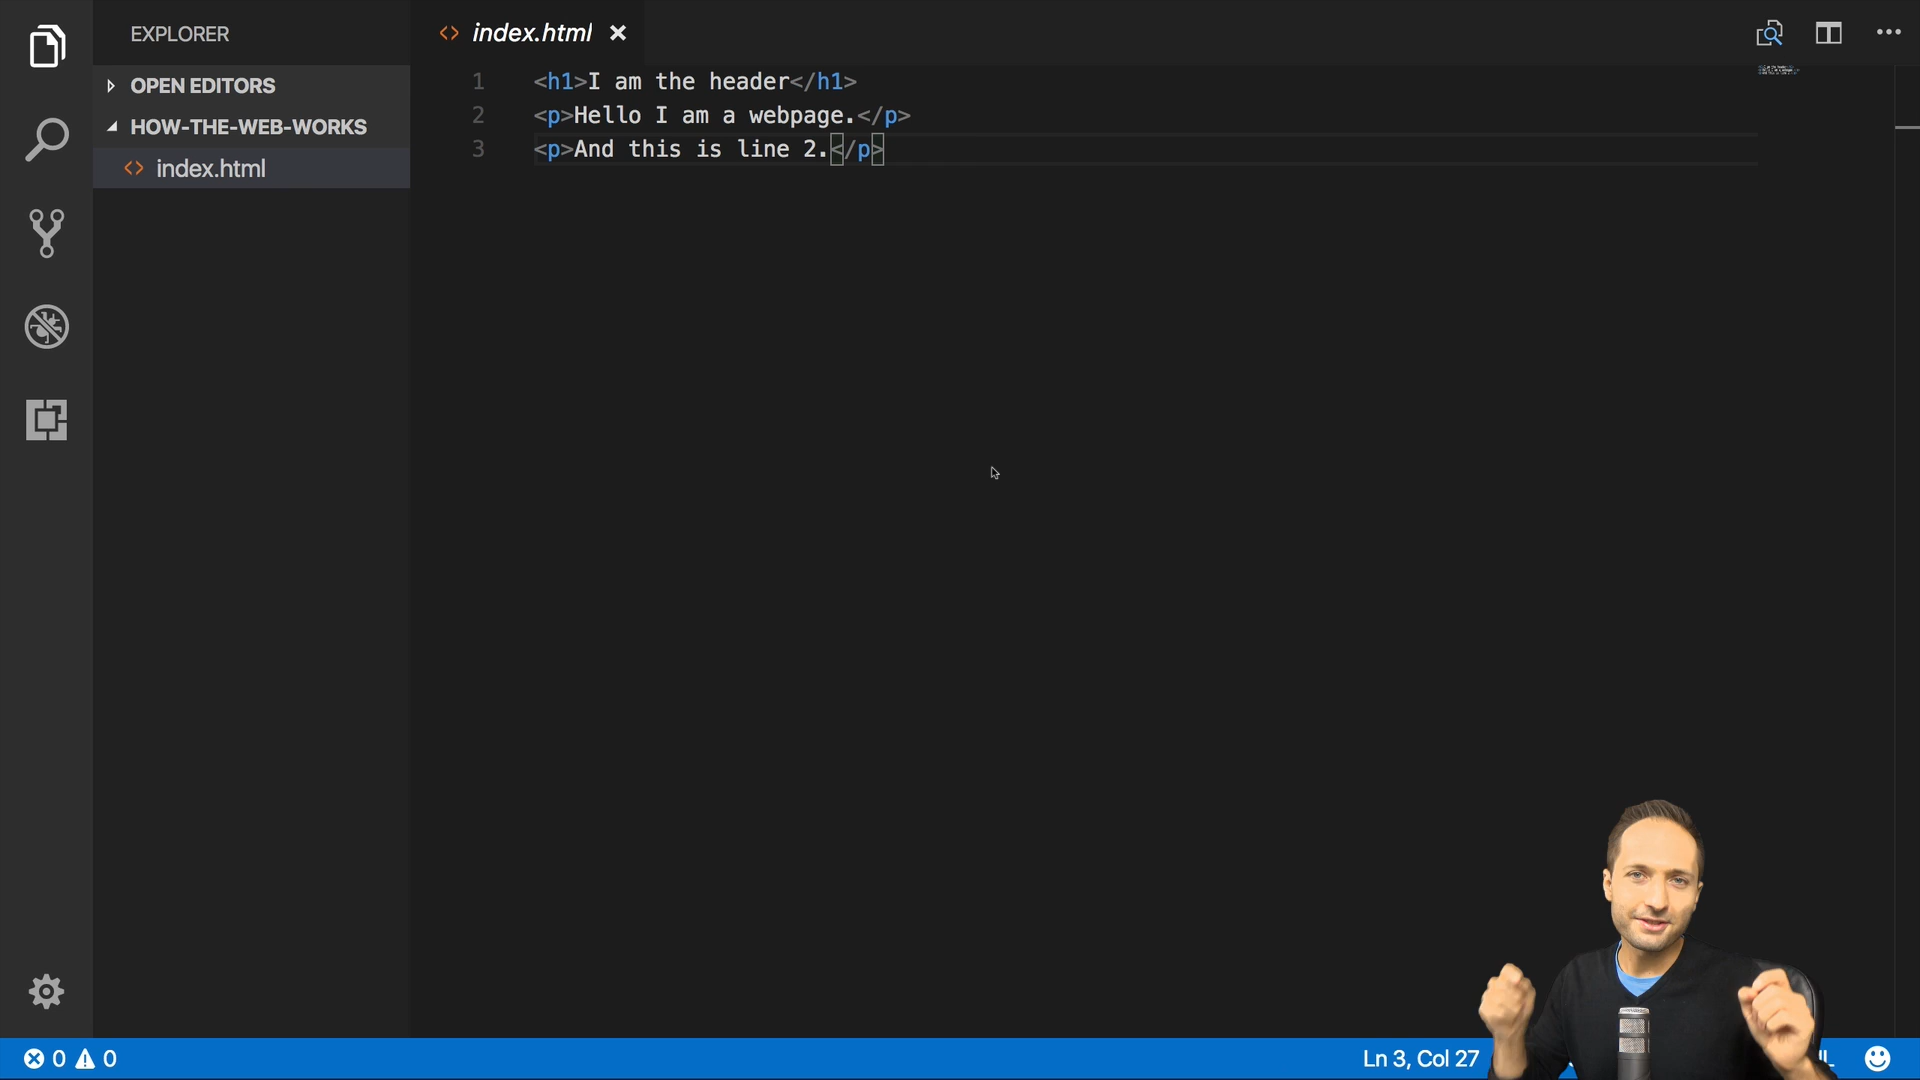 EXPLORER
index.html
OPEN EDITORS
HOW-THE-WEB-WORKS
index.html
1 <h1>I am the header</h1>
2 <p>Hello I am a webpage.</p>
3 <p>And this is line 2.</p>
0 0
Ln 3, Col 27